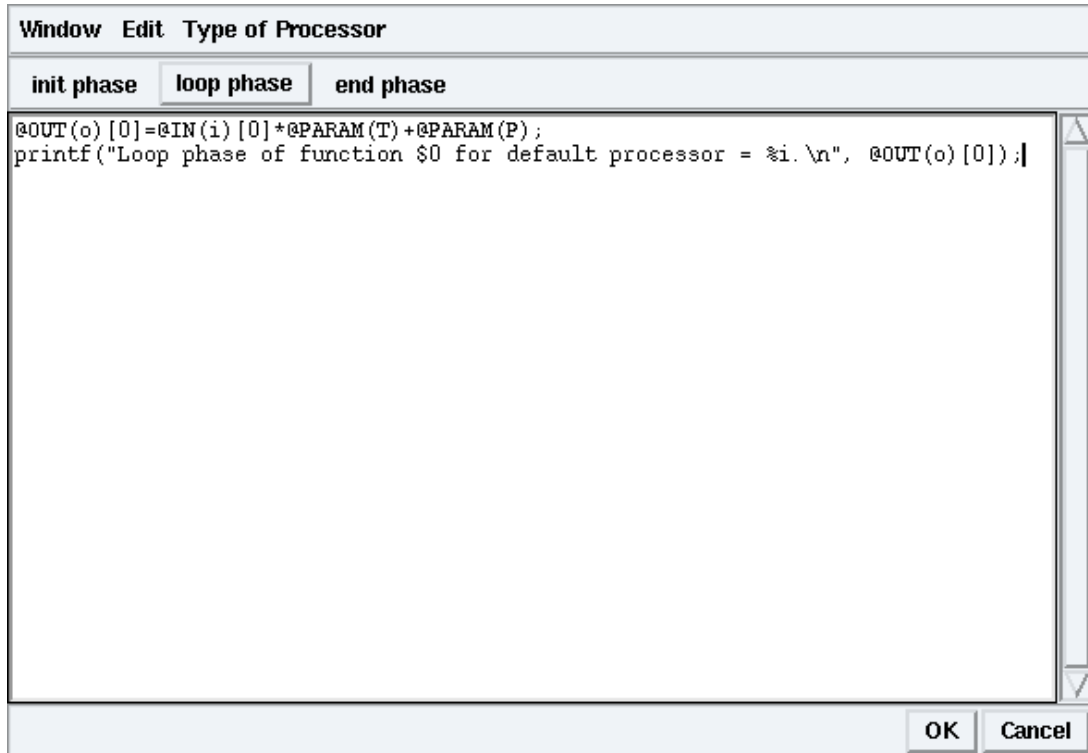 Window Edit Type of Processor
init phase loop phase end phase
@OUT(o)[0]=@IN(i)[0]*@PARAM(T)+@PARAM(P);
printf("Loop phase of function $0 for default processor = %i.\n", @OUT(o)[0]);
OK Cancel